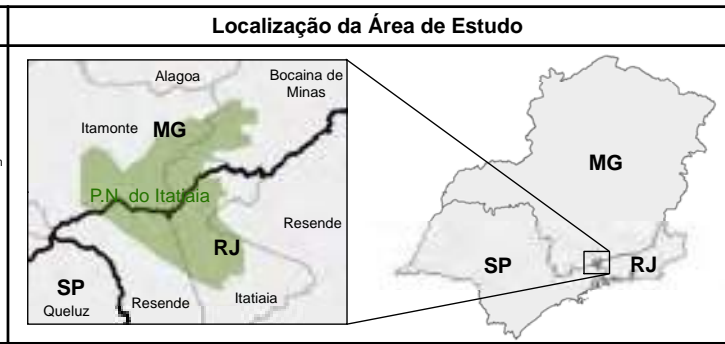 Localização da Área de Estudo
Alagoa
Bocaina de
Minas
Itamonte
MG
P.N. do Itatiaia
Resende
RJ
SP
Queluz
Resende
Itatiaia
MG
SP
RJ